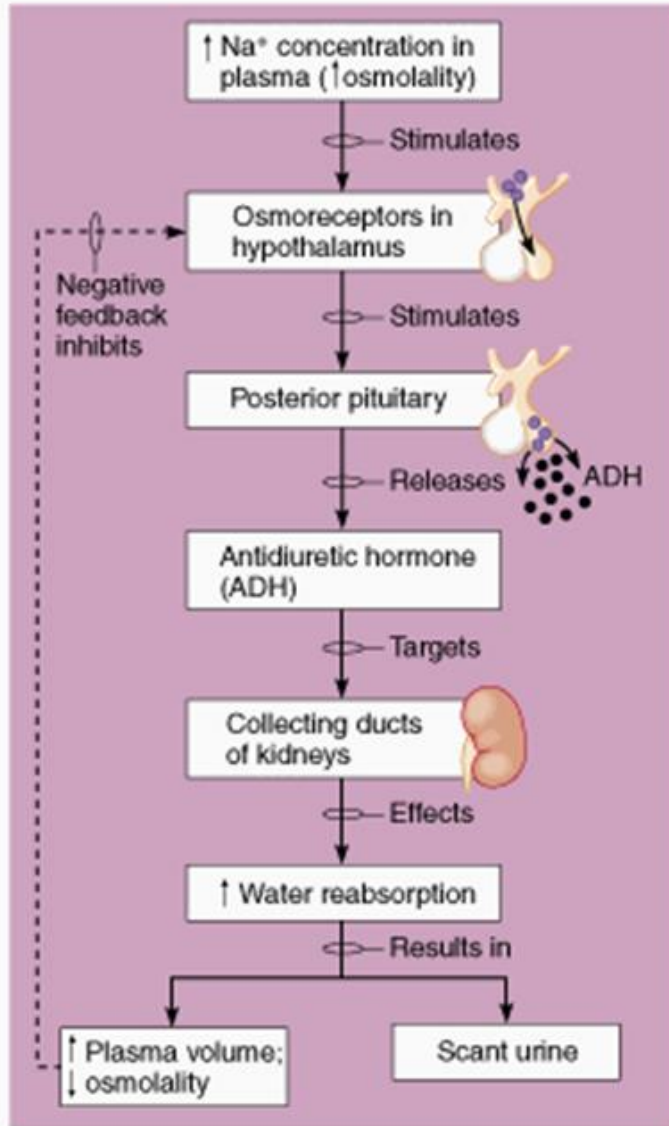 ↑ Na⁺ concentration in
plasma (↑osmolality)
Stimulates
Osmoreceptors in
hypothalamus
Negative
feedback
inhibits
Stimulates
Posterior pituitary
Releases
ADH
Antidiuretic hormone
(ADH)
Targets
Collecting ducts
of kidneys
Effects
↑ Water reabsorption
Results in
↑ Plasma volume;
↓ osmolality
Scant urine